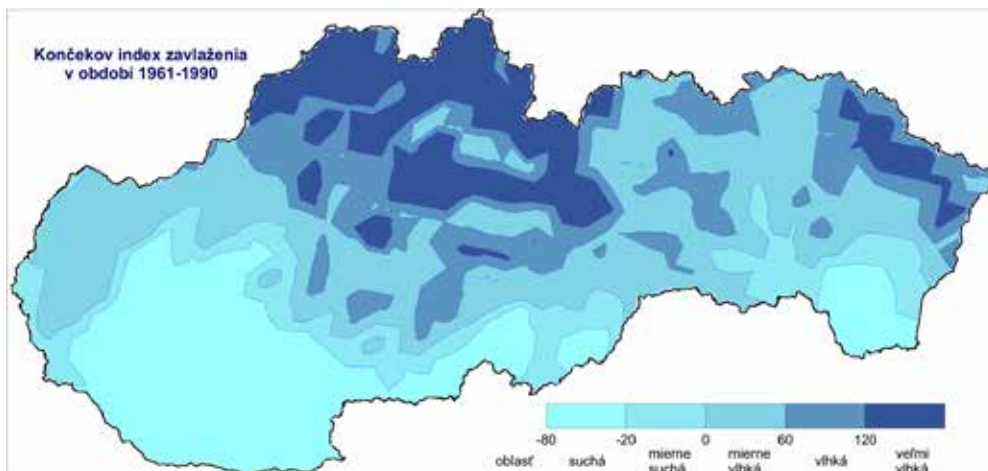 Končekov index zavlaženia
v období 1961-1990
-80 -20 0 60 120
oblasť suchá mierne suchá mierne vlhká vlhká veľmi vlhká